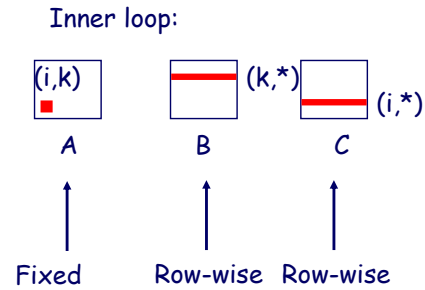 Inner loop:
(i,k) (k,*)
(i,*)
A B C
Fixed Row-wise Row-wise